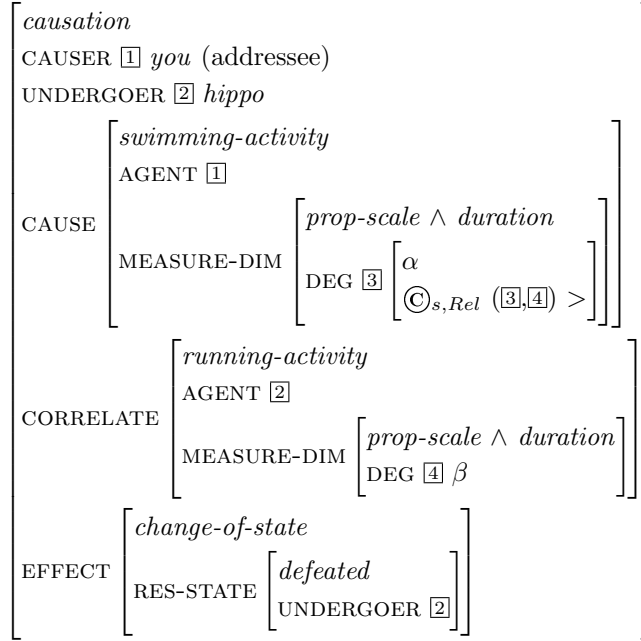 causation
CAUSER 1 you (addressee)
UNDERGOER 2 hippo
swimming-activity
AGENT 1
CAUSE
prop-scale ∧ duration
MEASURE-DIM
DEG 3
α
Ⓒs,Rel (3,4) >
running-activity
AGENT 2
CORRELATE
prop-scale ∧ duration
MEASURE-DIM
DEG 4 β
change-of-state
EFFECT
defeated
RES-STATE
UNDERGOER 2